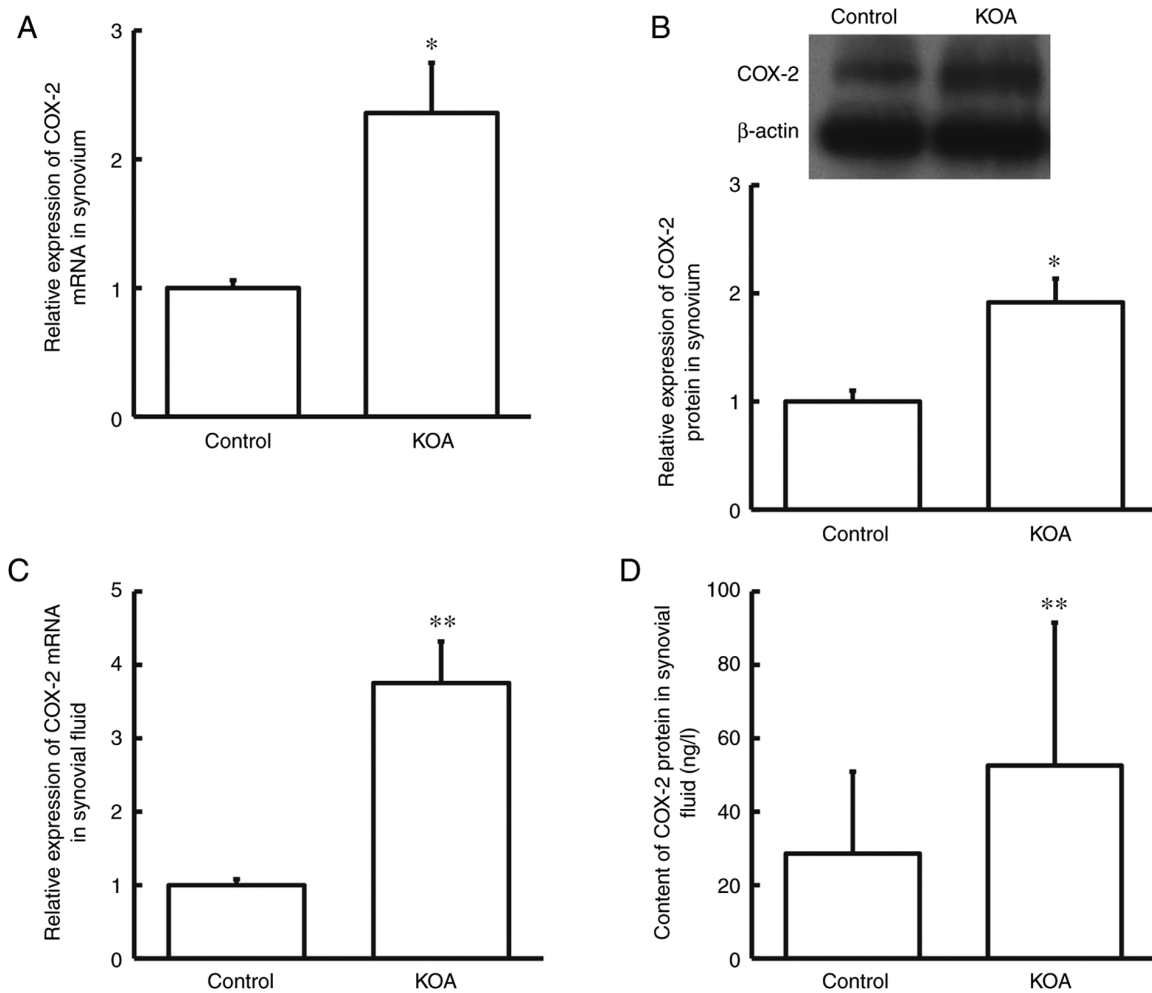 A
3
2
1
0
Relative expression of COX-2
mRNA in synovium
*
Control
KOA
B
Control
KOA
COX-2
β-actin
3
2
1
0
Relative expression of COX-2
protein in synovium
*
Control
KOA
C
5
4
3
2
1
0
Relative expression of COX-2 mRNA
in synovial fluid
**
Control
KOA
D
100
80
60
40
20
0
Content of COX-2 protein in synovial
fluid (ng/l)
**
Control
KOA